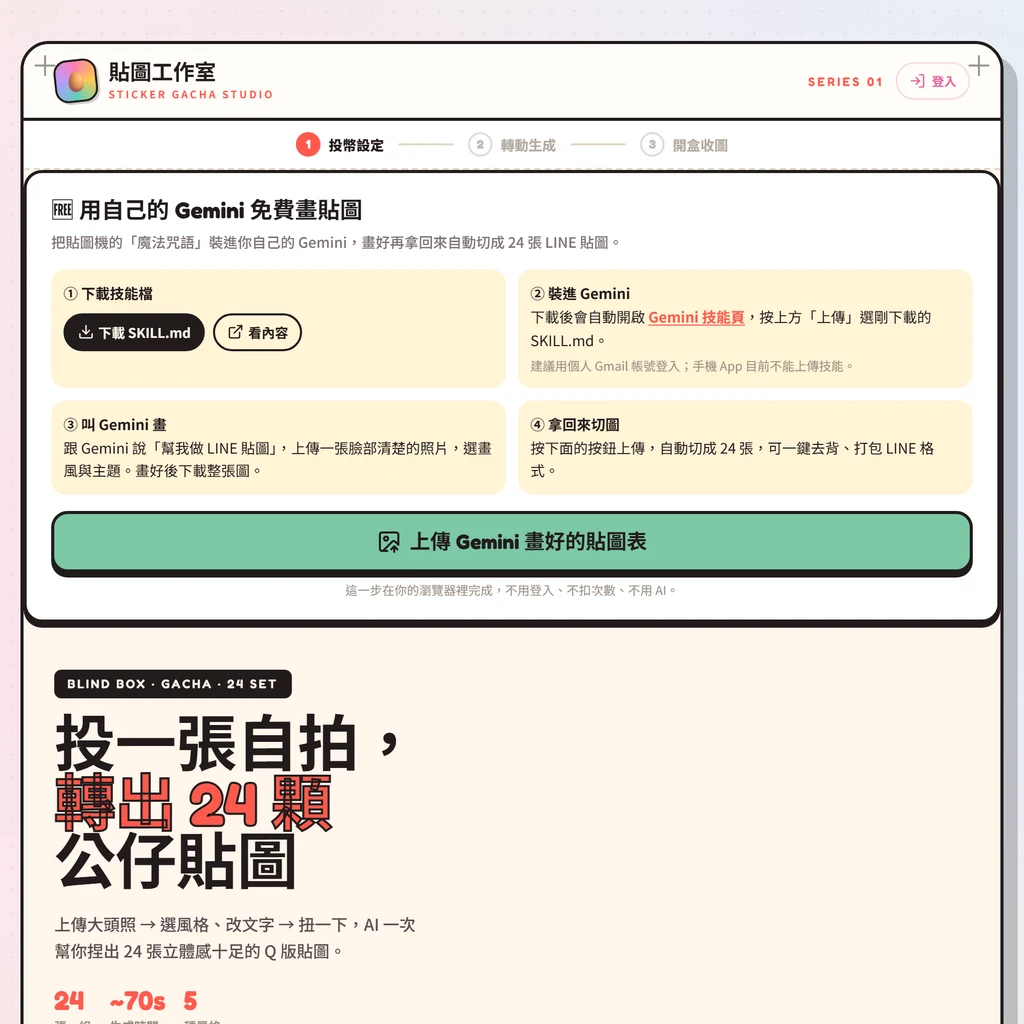 貼圖工作室
STICKER GACHA STUDIO
SERIES 01
登入
1 投幣設定
2 轉動生成
3 開盒收圖
FREE 用自己的 Gemini 免費畫貼圖
把貼圖機的「魔法咒語」裝進你自己的 Gemini，畫好再拿回來自動切成 24 張 LINE 貼圖。
① 下載技能檔
下載 SKILL.md
看內容
② 裝進 Gemini
下載後會自動開啟 Gemini 技能頁，按上方「上傳」選剛下載的
SKILL.md。
建議用個人 Gmail 帳號登入；手機 App 目前不能上傳技能。
③ 叫 Gemini 畫
跟 Gemini 說「幫我做 LINE 貼圖」，上傳一張臉部清楚的照片，選畫
風與主題。畫好後下載整張圖。
④ 拿回來切圖
按下面的按鈕上傳，自動切成 24 張，可一鍵去背、打包 LINE 格
式。
上傳 Gemini 畫好的貼圖表
這一步在你的瀏覽器裡完成，不用登入、不扣次數、不用 AI。
BLIND BOX · GACHA · 24 SET
投一張自拍，
轉出 24 顆
公仔貼圖
上傳大頭照 → 選風格、改文字 → 扭一下，AI 一次
幫你捏出 24 張立體感十足的 Q 版貼圖。
24 ~70s 5